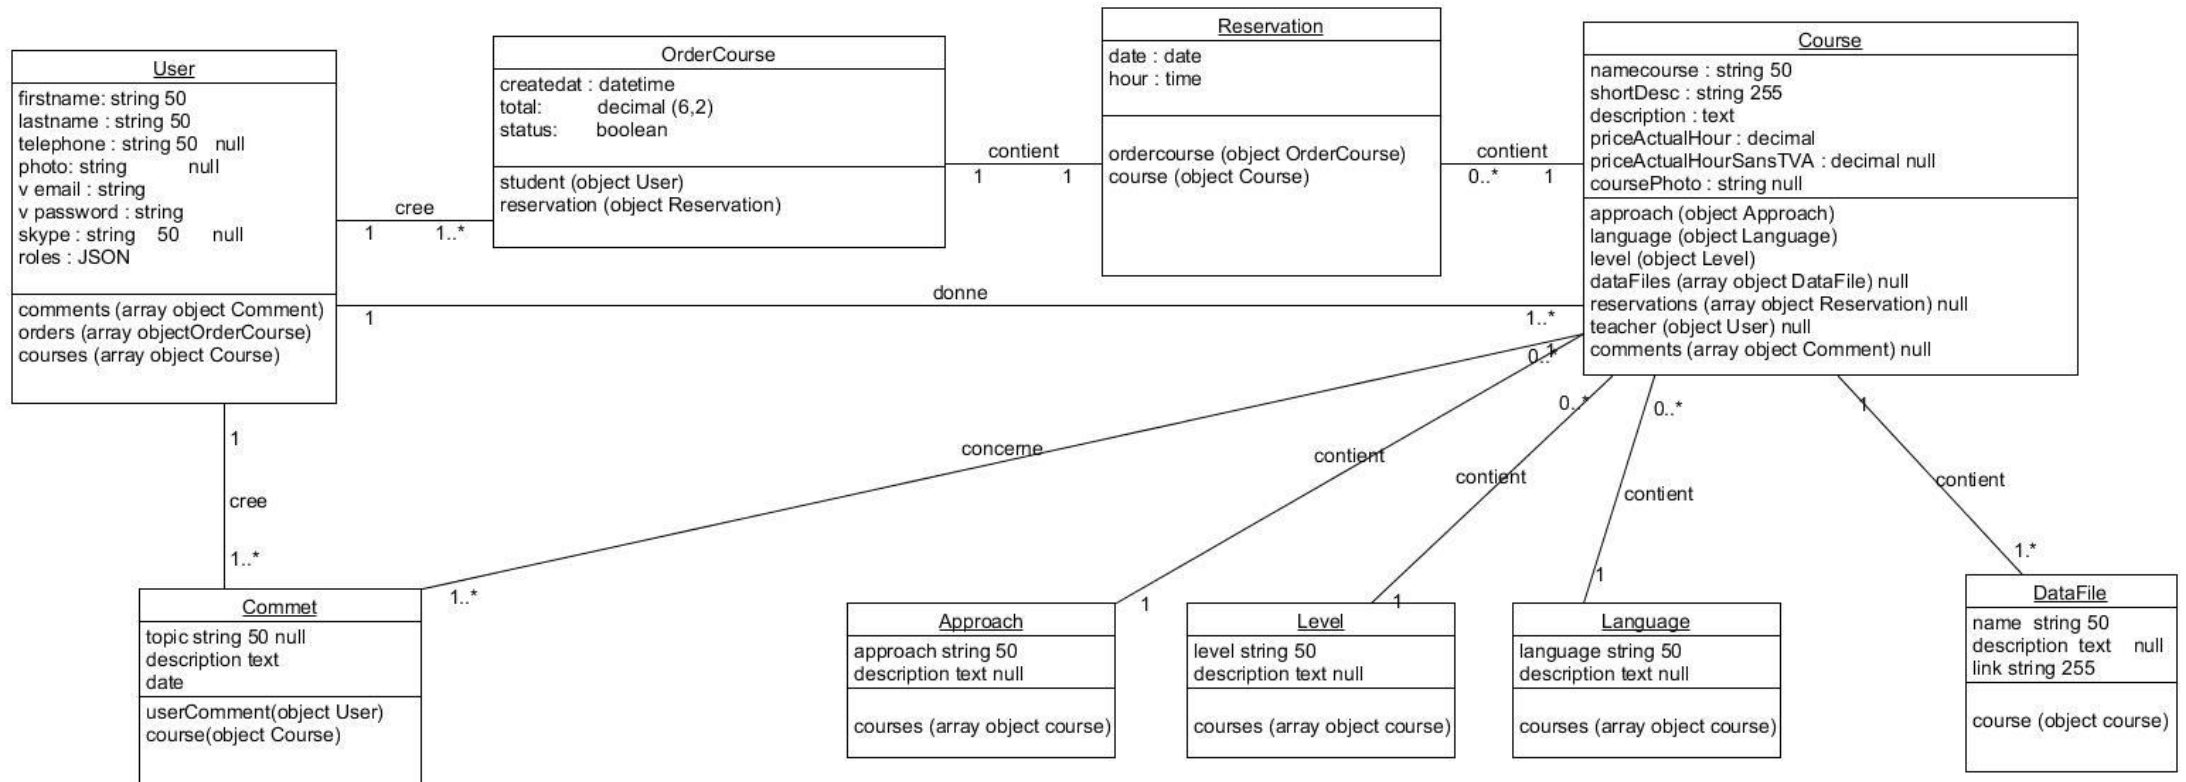 User
firstname: string 50
lastname : string 50
telephone : string 50 null
photo: string null
v email : string
v password : string
skype : string 50 null
roles : JSON
comments (array object Comment)
orders (array objectOrderCourse)
courses (array object Course)
cree
1
1..*
OrderCourse
createdat : datetime
total: decimal (6,2)
status: boolean
student (object User)
reservation (object Reservation)
contient
1
1
Reservation
date : date
hour : time
ordercourse (object OrderCourse)
course (object Course)
contient
0..*
1
Course
namecourse : string 50
shortDesc : string 255
description : text
priceActualHour : decimal
priceActualHourSansTVA : decimal null
coursePhoto : string null
approach (object Approach)
language (object Language)
level (object Level)
dataFiles (array object DataFile) null
reservations (array object Reservation) null
teacher (object User) null
comments (array object Comment) null
donne
1
1..*
1
cree
1..*
Commet
topic string 50 null
description text
date
userComment(object User)
course(object Course)
1
concerne
1..*
0..*
contient
1
Approach
approach string 50
description text null
courses (array object course)
0..*
contient
1
Level
level string 50
description text null
courses (array object course)
0..*
contient
1
Language
language string 50
description text null
courses (array object course)
1
contient
1.*
DataFile
name string 50
description text null
link string 255
course (object course)